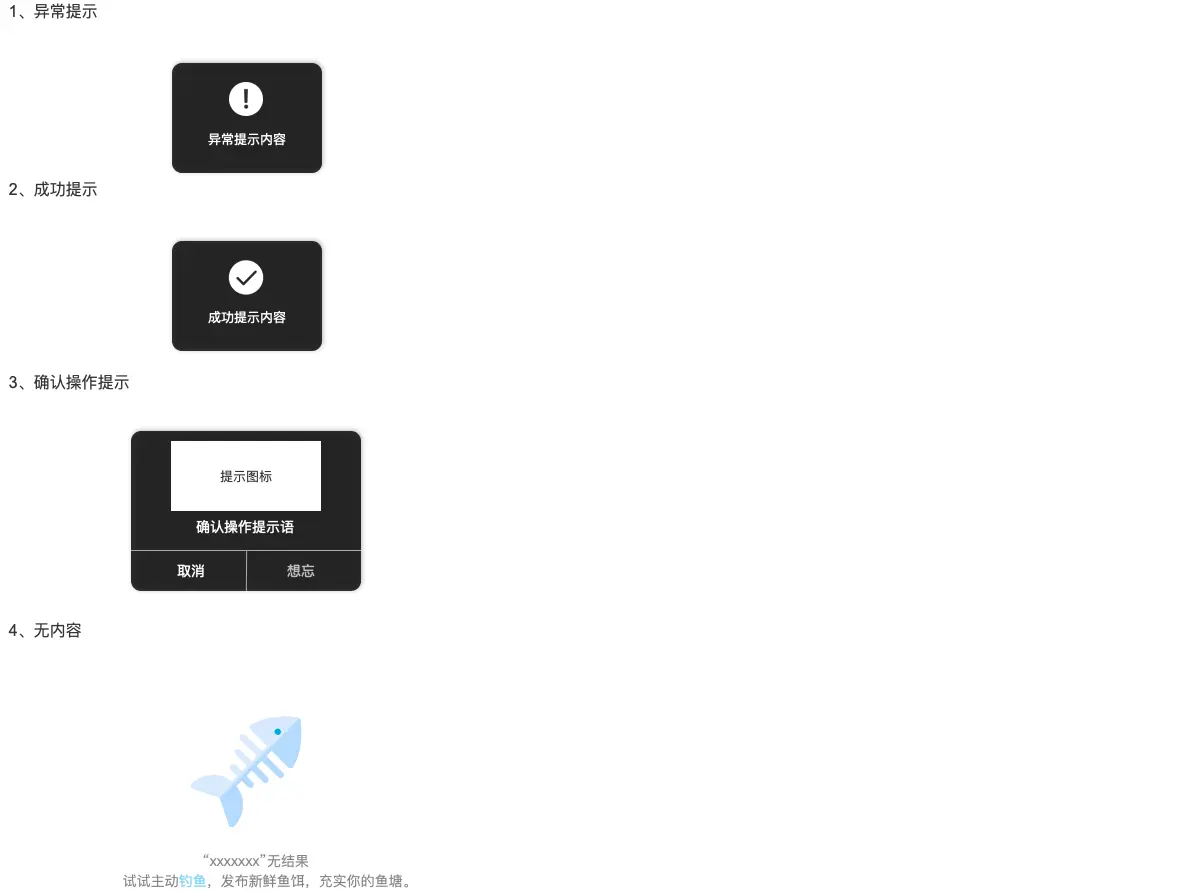 1、异常提示
异常提示内容
2、成功提示
成功提示内容
3、确认操作提示
提示图标
确认操作提示语
取消
想忘
4、无内容
“xxxxxxx”无结果
试试主动钓鱼，发布新鲜鱼饵，充实你的鱼塘。